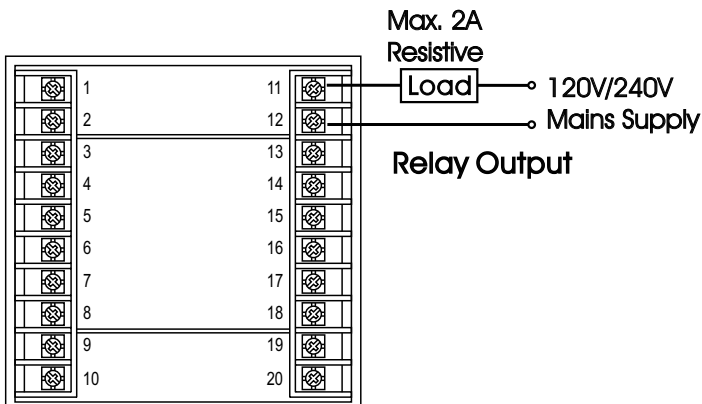 Max. 2A
Resistive
Load
120V/240V
Mains Supply
Relay Output
1 11
2 12
3 13
4 14
5 15
6 16
7 17
8 18
9 19
10 20